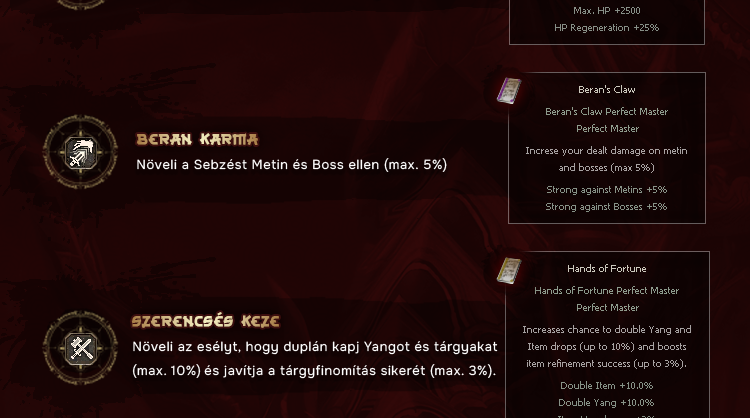 Max. HP +2500
HP Regeneration +25%
BERAN KARMA
Növeli a Sebzést Metin és Boss ellen (max. 5%)
Beran's Claw
Beran's Claw Perfect Master
Perfect Master
Increse your dealt damage on metin
and bosses (max 5%)
Strong against Metins +5%
Strong against Bosses +5%
SZERENCSÉS KEZE
Növeli az esélyt, hogy duplán kapj Yangot és tárgyakat
(max. 10%) és javítja a tárgyfinomítás sikerét (max. 3%).
Hands of Fortune
Hands of Fortune Perfect Master
Perfect Master
Increases chance to double Yang and
Item drops (up to 10%) and boosts
item refinement success (up to 3%).
Double Item +10.0%
Double Yang +10.0%